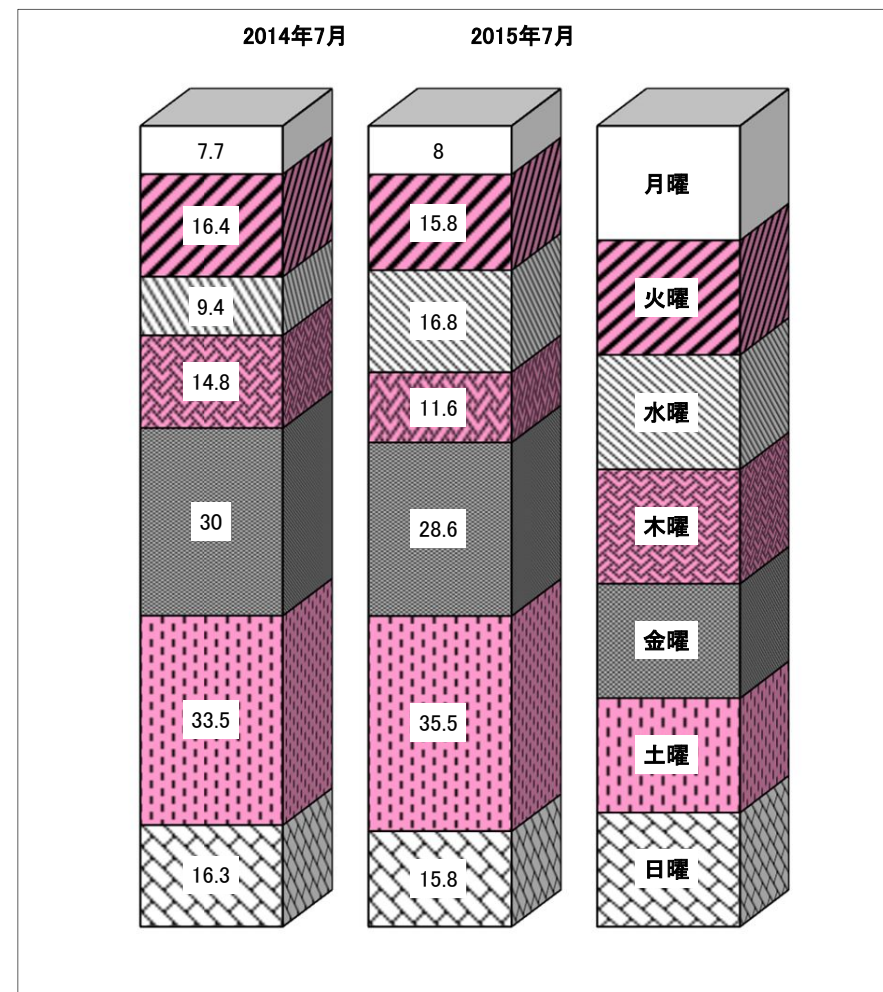 2014年7月 2015年7月
7.7 8 月曜
16.4 15.8 火曜
9.4 16.8 水曜
14.8 11.6 木曜
30 28.6 金曜
33.5 35.5 土曜
16.3 15.8 日曜